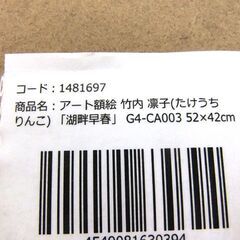 コード：1481697
商品名：アート額絵 竹内 凛子(たけうち
りんこ) 「湖畔早春」 G4-CA003 52×42cm